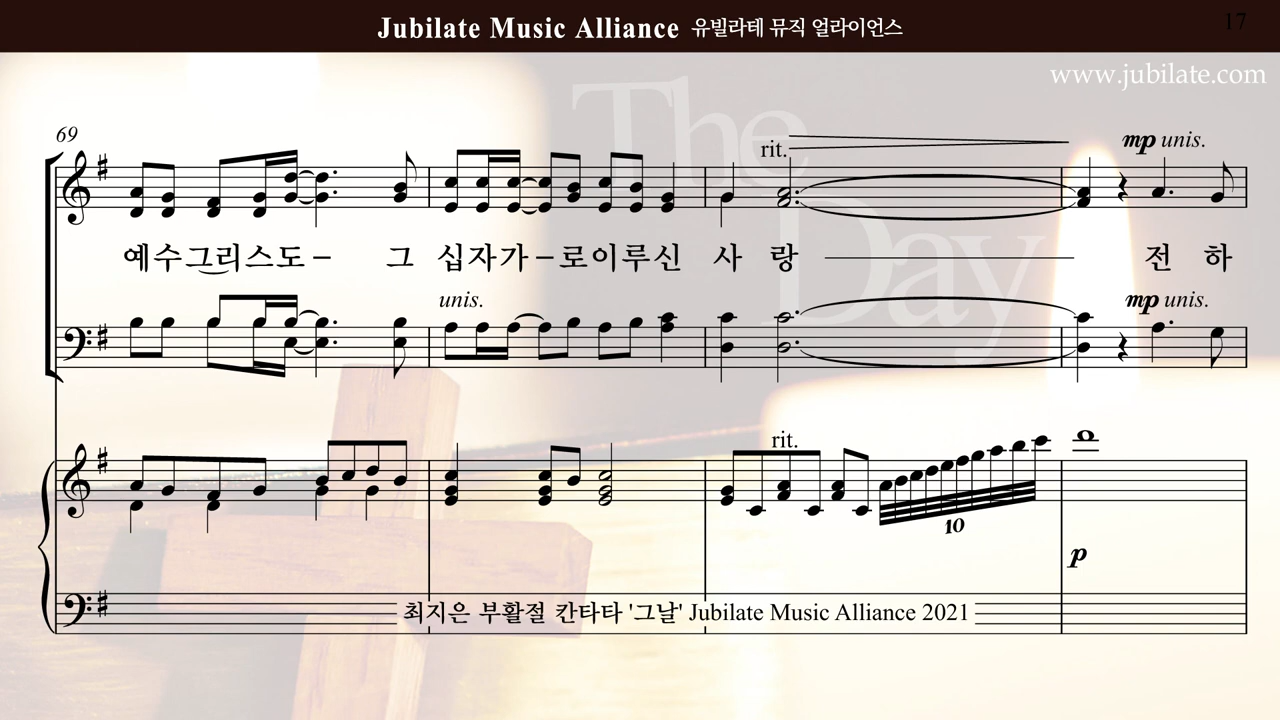 Jubilate Music Alliance 유빌라테 뮤직 얼라이언스
17
www.jubilate.com
The
Day
69
rit.
mp unis.
예수그리스도 – 그 십자가 – 로이루신 사 랑 전 하
unis.
mp unis.
rit.
10
p
최지은 부활절 칸타타 '그날' Jubilate Music Alliance 2021